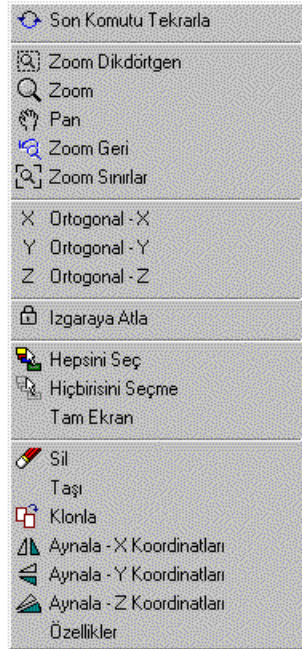 Son Komutu Tekrarla
Zoom Dikdörtgen
Zoom
Pan
Zoom Geri
Zoom Sınırlar
X Ortogonal - X
Y Ortogonal - Y
Z Ortogonal - Z
Izgaraya Atla
Hepsini Seç
Hiçbirisini Seçme
Tam Ekran
Sil
Taşı
Klonla
Aynala - X Koordinatları
Aynala - Y Koordinatları
Aynala - Z Koordinatları
Özellikler